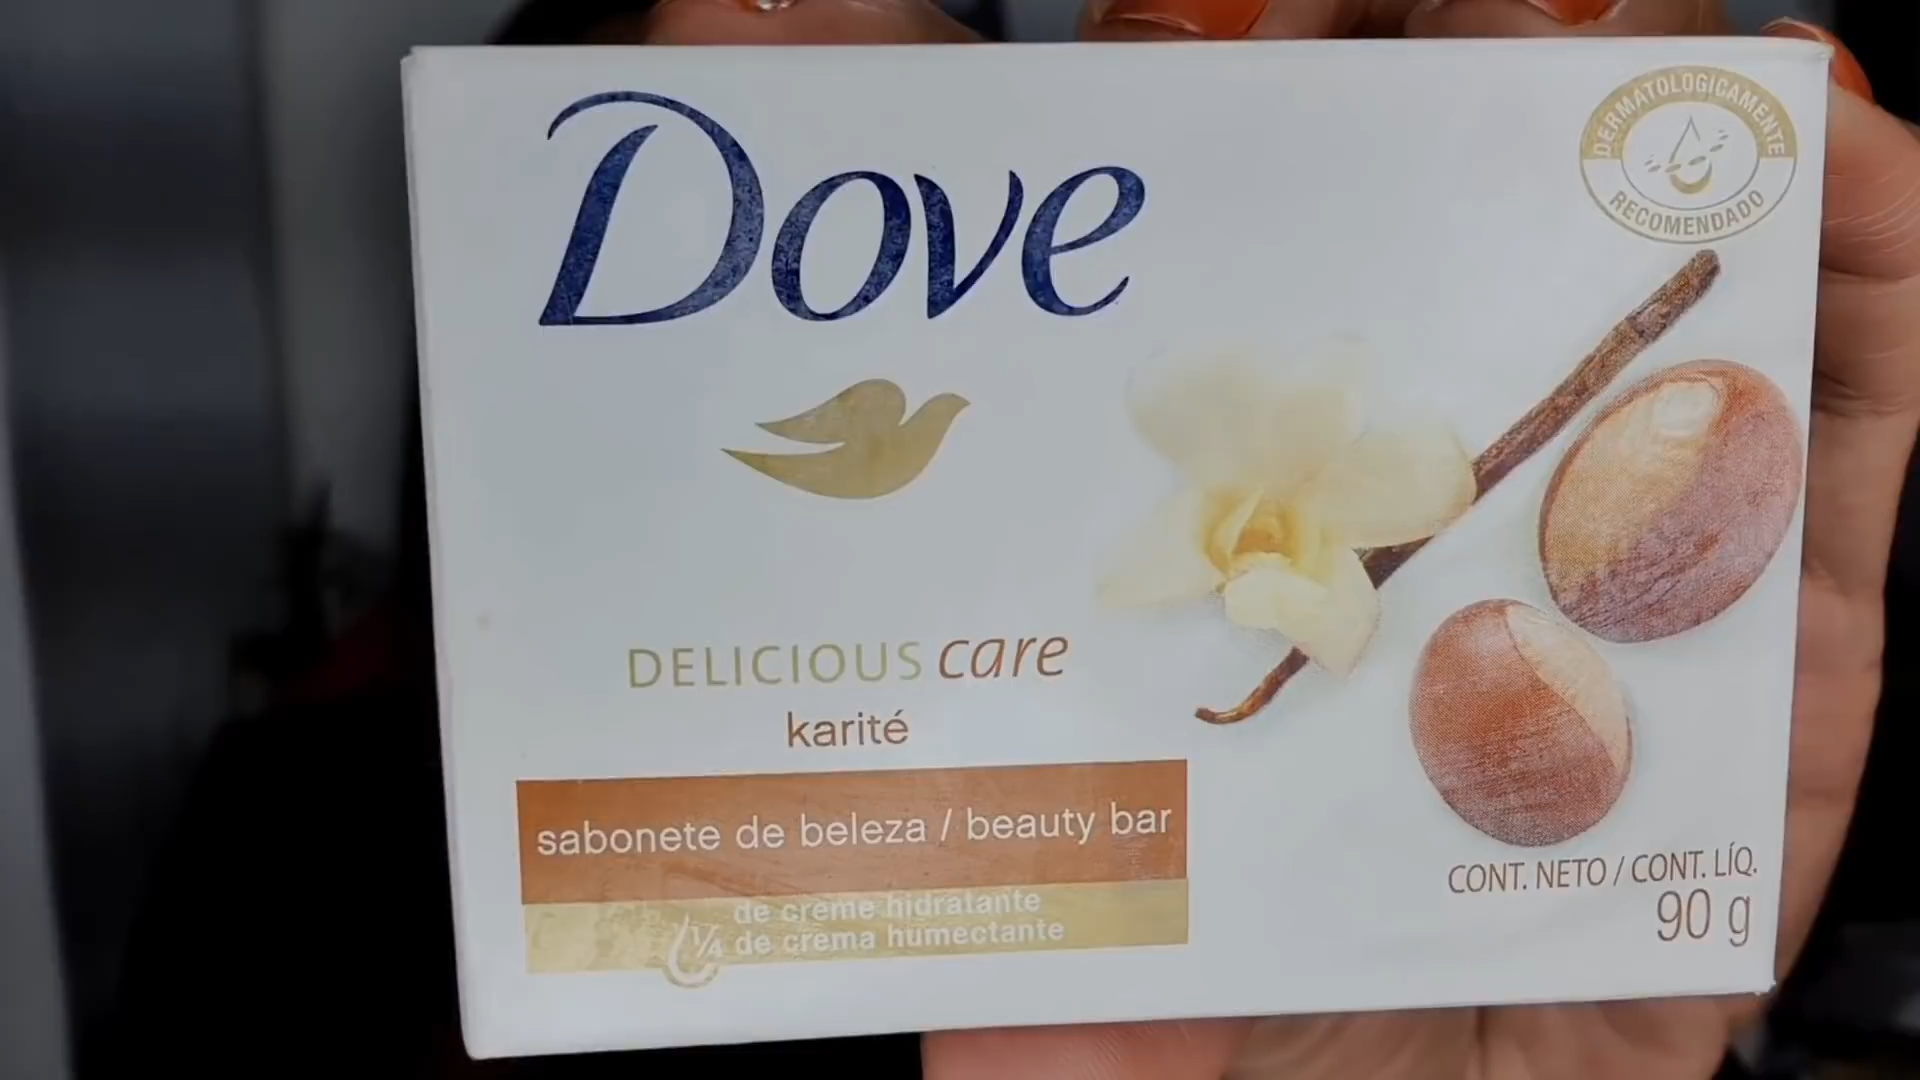 Dove
DERMATOLOGICAMENTE
RECOMENDADO
DELICIOUS care
karité
sabonete de beleza / beauty bar
de creme hidratante
1/4 de crema humectante
CONT. NETO / CONT. LÍQ.
90 g